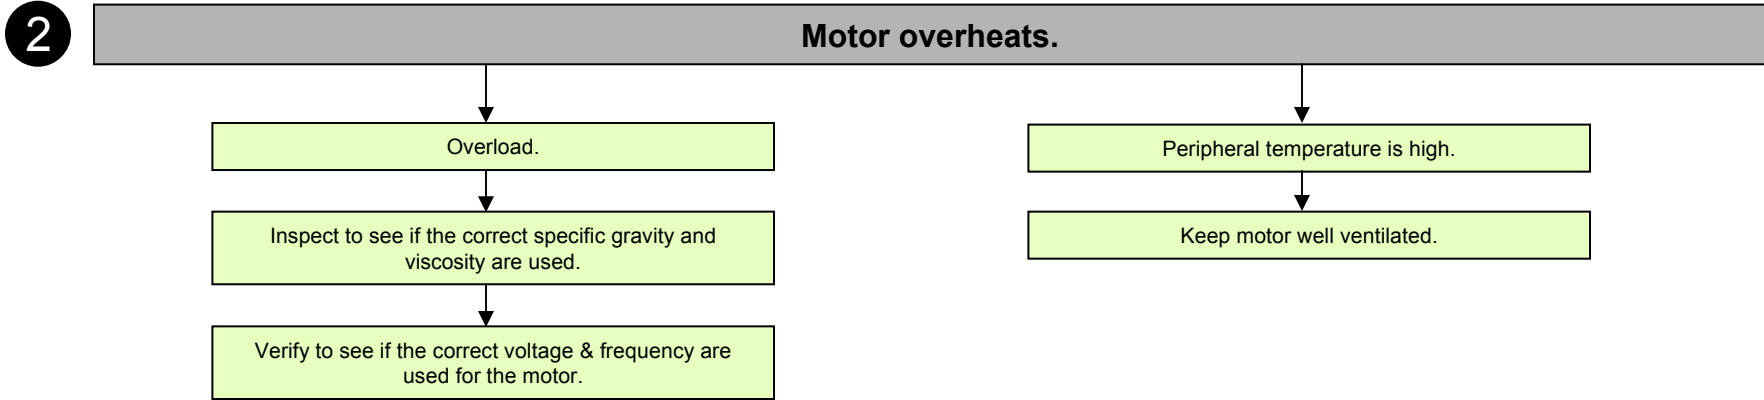 2
Motor overheats.
Overload.
Peripheral temperature is high.
Inspect to see if the correct specific gravity and
viscosity are used.
Keep motor well ventilated.
Verify to see if the correct voltage & frequency are
used for the motor.